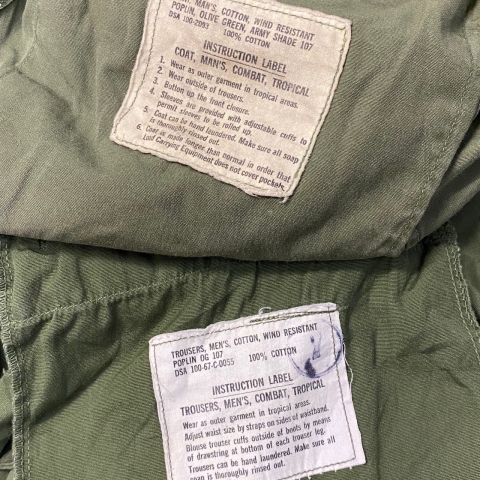 MAN'S, COTTON, WIND RESISTANT
POPLIN, OLIVE GREEN, ARMY SHADE 107
DSA 100-2093 100% COTTON
INSTRUCTION LABEL
COAT, MAN'S, COMBAT, TROPICAL
1. Wear as outer garment in tropical areas.
2. Wear outside of trousers.
3. Button up the front closure.
4. Sleeves are provided with adjustable cuffs to
permit sleeves to be rolled up.
5. Coat can be hand laundered. Make sure all soap
is thoroughly rinsed out.
6. Coat is made longer than normal in order that
Load Carrying Equipment does not cover pockets.
TROUSERS, MEN'S, COTTON, WIND RESISTANT
POPLIN OG 107
DSA 100-67-C-0055 100% COTTON
INSTRUCTION LABEL
TROUSERS, MEN'S, COMBAT, TROPICAL
Wear as outer garment in tropical areas.
Adjust waist size by straps on sides of waistband.
Blouse trouser cuffs outside of boots by means
of drawstring at bottom of each trouser leg.
Trousers can be hand laundered. Make sure all
soap is thoroughly rinsed out.